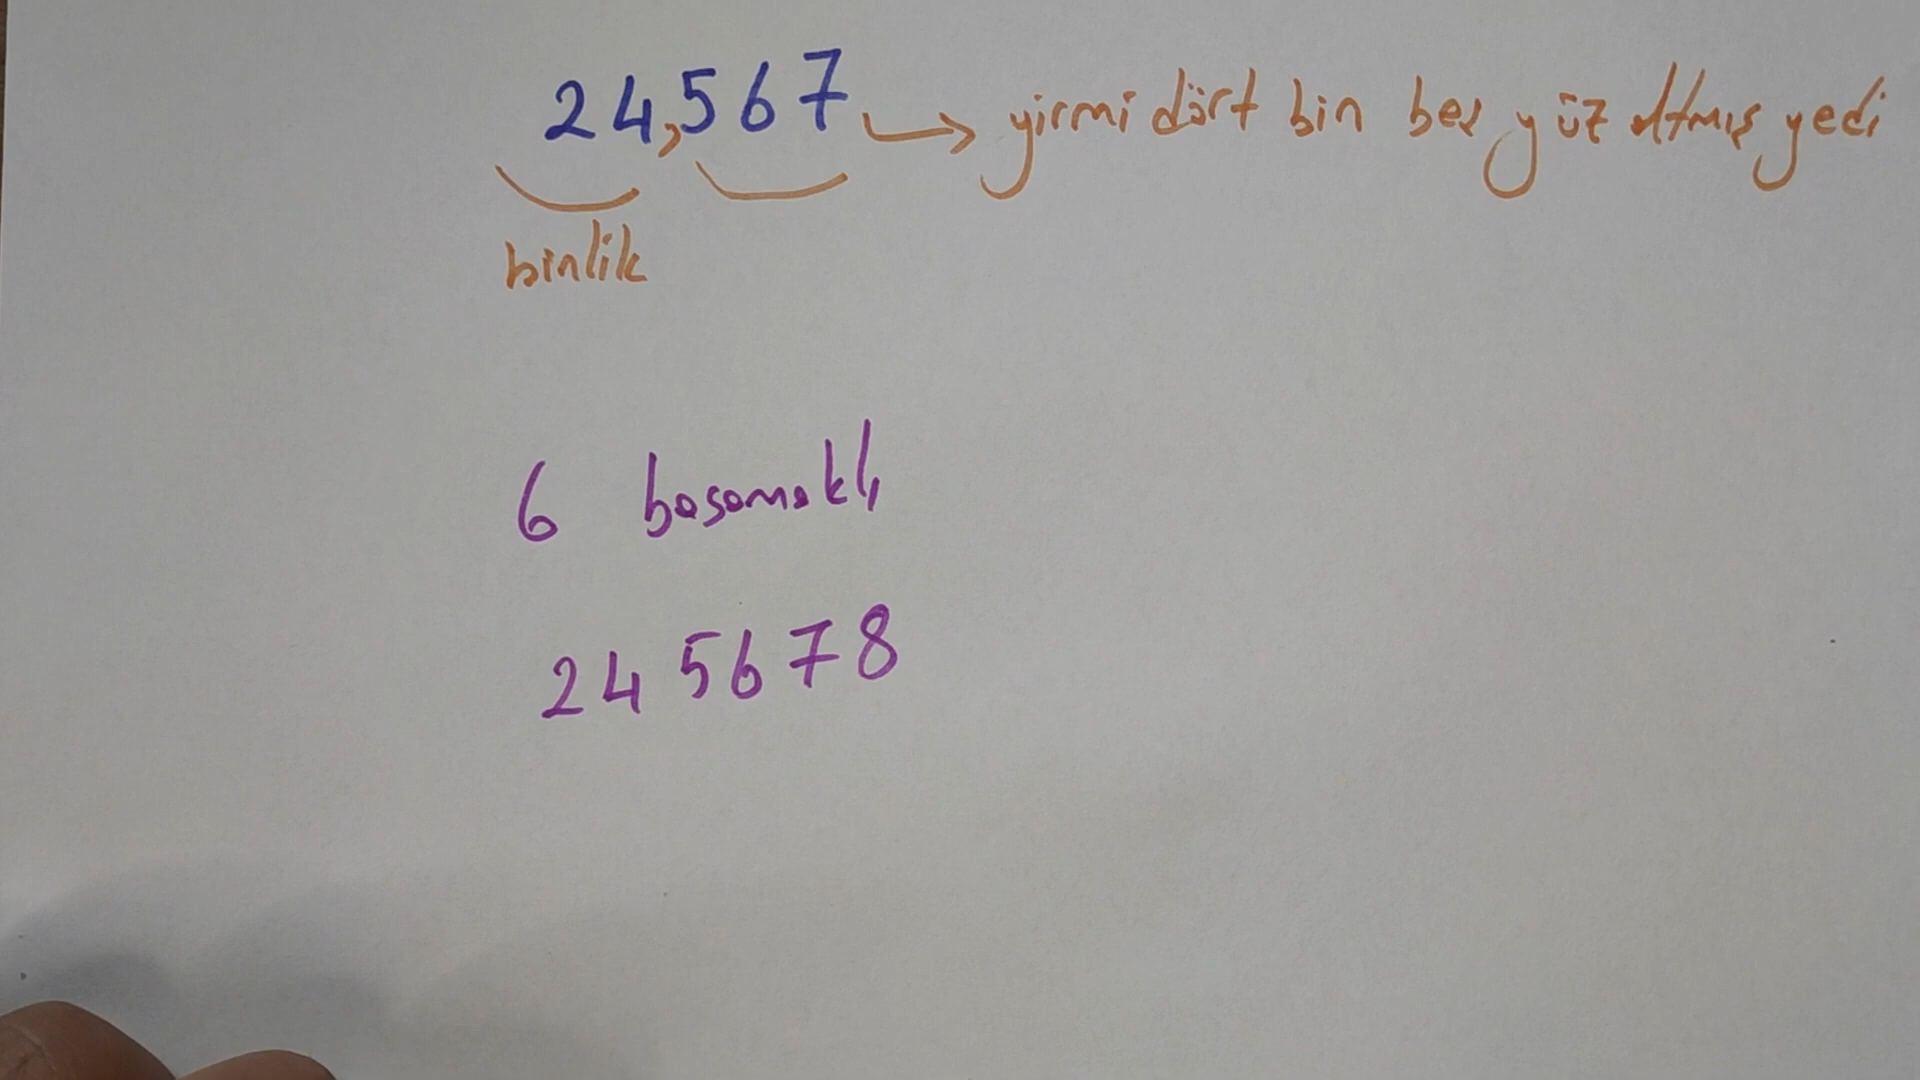 24,567 → yirmi dört bin beş yüz altmış yedi
binlik
6 basamaklı
245678